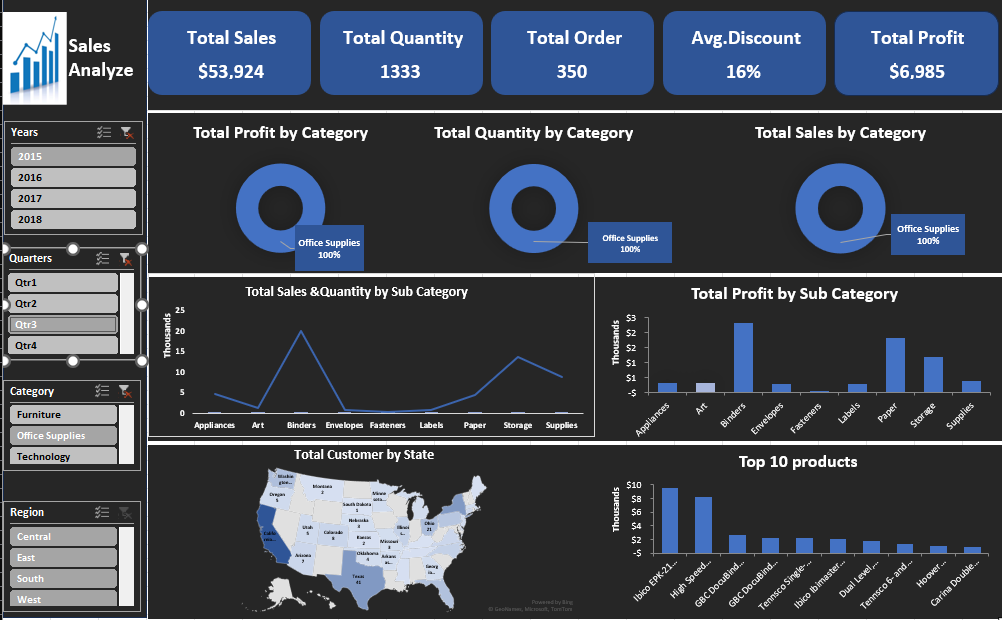 Sales
Analyze
Total Sales
$53,924
Total Quantity
1333
Total Order
350
Avg.Discount
16%
Total Profit
$6,985
Years
2015
2016
2017
2018
Quarters
Qtr1
Qtr2
Qtr3
Qtr4
Category
Furniture
Office Supplies
Technology
Region
Central
East
South
West
Total Profit by Category
Office Supplies
100%
Total Quantity by Category
Office Supplies
100%
Total Sales by Category
Office Supplies
100%
Total Sales &Quantity by Sub Category
Thousands
25
20
15
10
5
0
Appliances Art Binders Envelopes Fasteners Labels Paper Storage Supplies
Total Profit by Sub Category
Thousands
$3
$2
$2
$1
$1
-$
Appliances
Art
Binders
Envelopes
Fasteners
Labels
Paper
Storage
Supplies
Total Customer by State
Washin
gton...
Montana
2
Minne
sota...
Oregon
5
South Dakota
1
Nebraska
3
Ohio
21
Illinoi
s...
Utah
5
Colorado
8
Kansas
2
Missouri
3
Califo
rnia...
Arizona
7
Oklahoma
4
Arkans
as...
Georg
ia...
Texas
41
Powered by Bing
© GeoNames, Microsoft, TomTom
Top 10 products
Thousands
$10
$8
$6
$4
$2
-$
Ibico EPK-21...
High Speed...
GBC DocuBind...
GBC DocuBind...
Tennsco Single-...
Ibico Ibimaster...
Dual Level,...
Tennsco 6- and...
Hoover...
Carina Double...